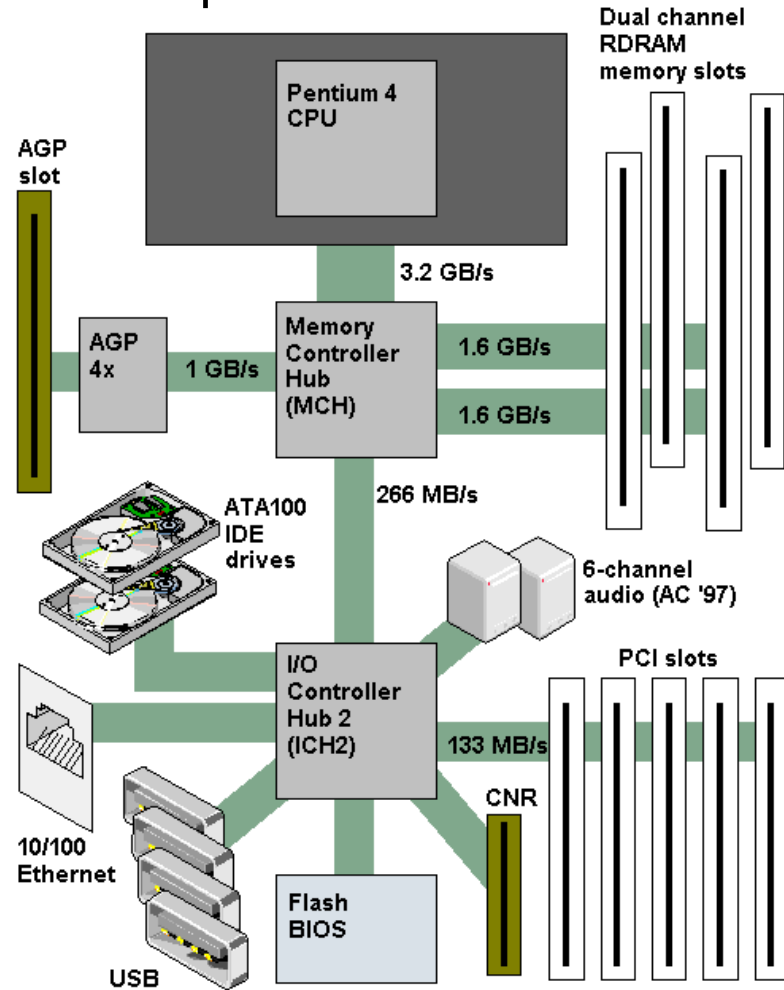 Dual channel
RDRAM
memory slots
Pentium 4
CPU
AGP
slot
3.2 GB/s
AGP
4x
1 GB/s
Memory
Controller
Hub
(MCH)
1.6 GB/s
1.6 GB/s
266 MB/s
ATA100
IDE
drives
6-channel
audio (AC '97)
I/O
Controller
Hub 2
(ICH2)
PCI slots
133 MB/s
CNR
10/100
Ethernet
Flash
BIOS
USB